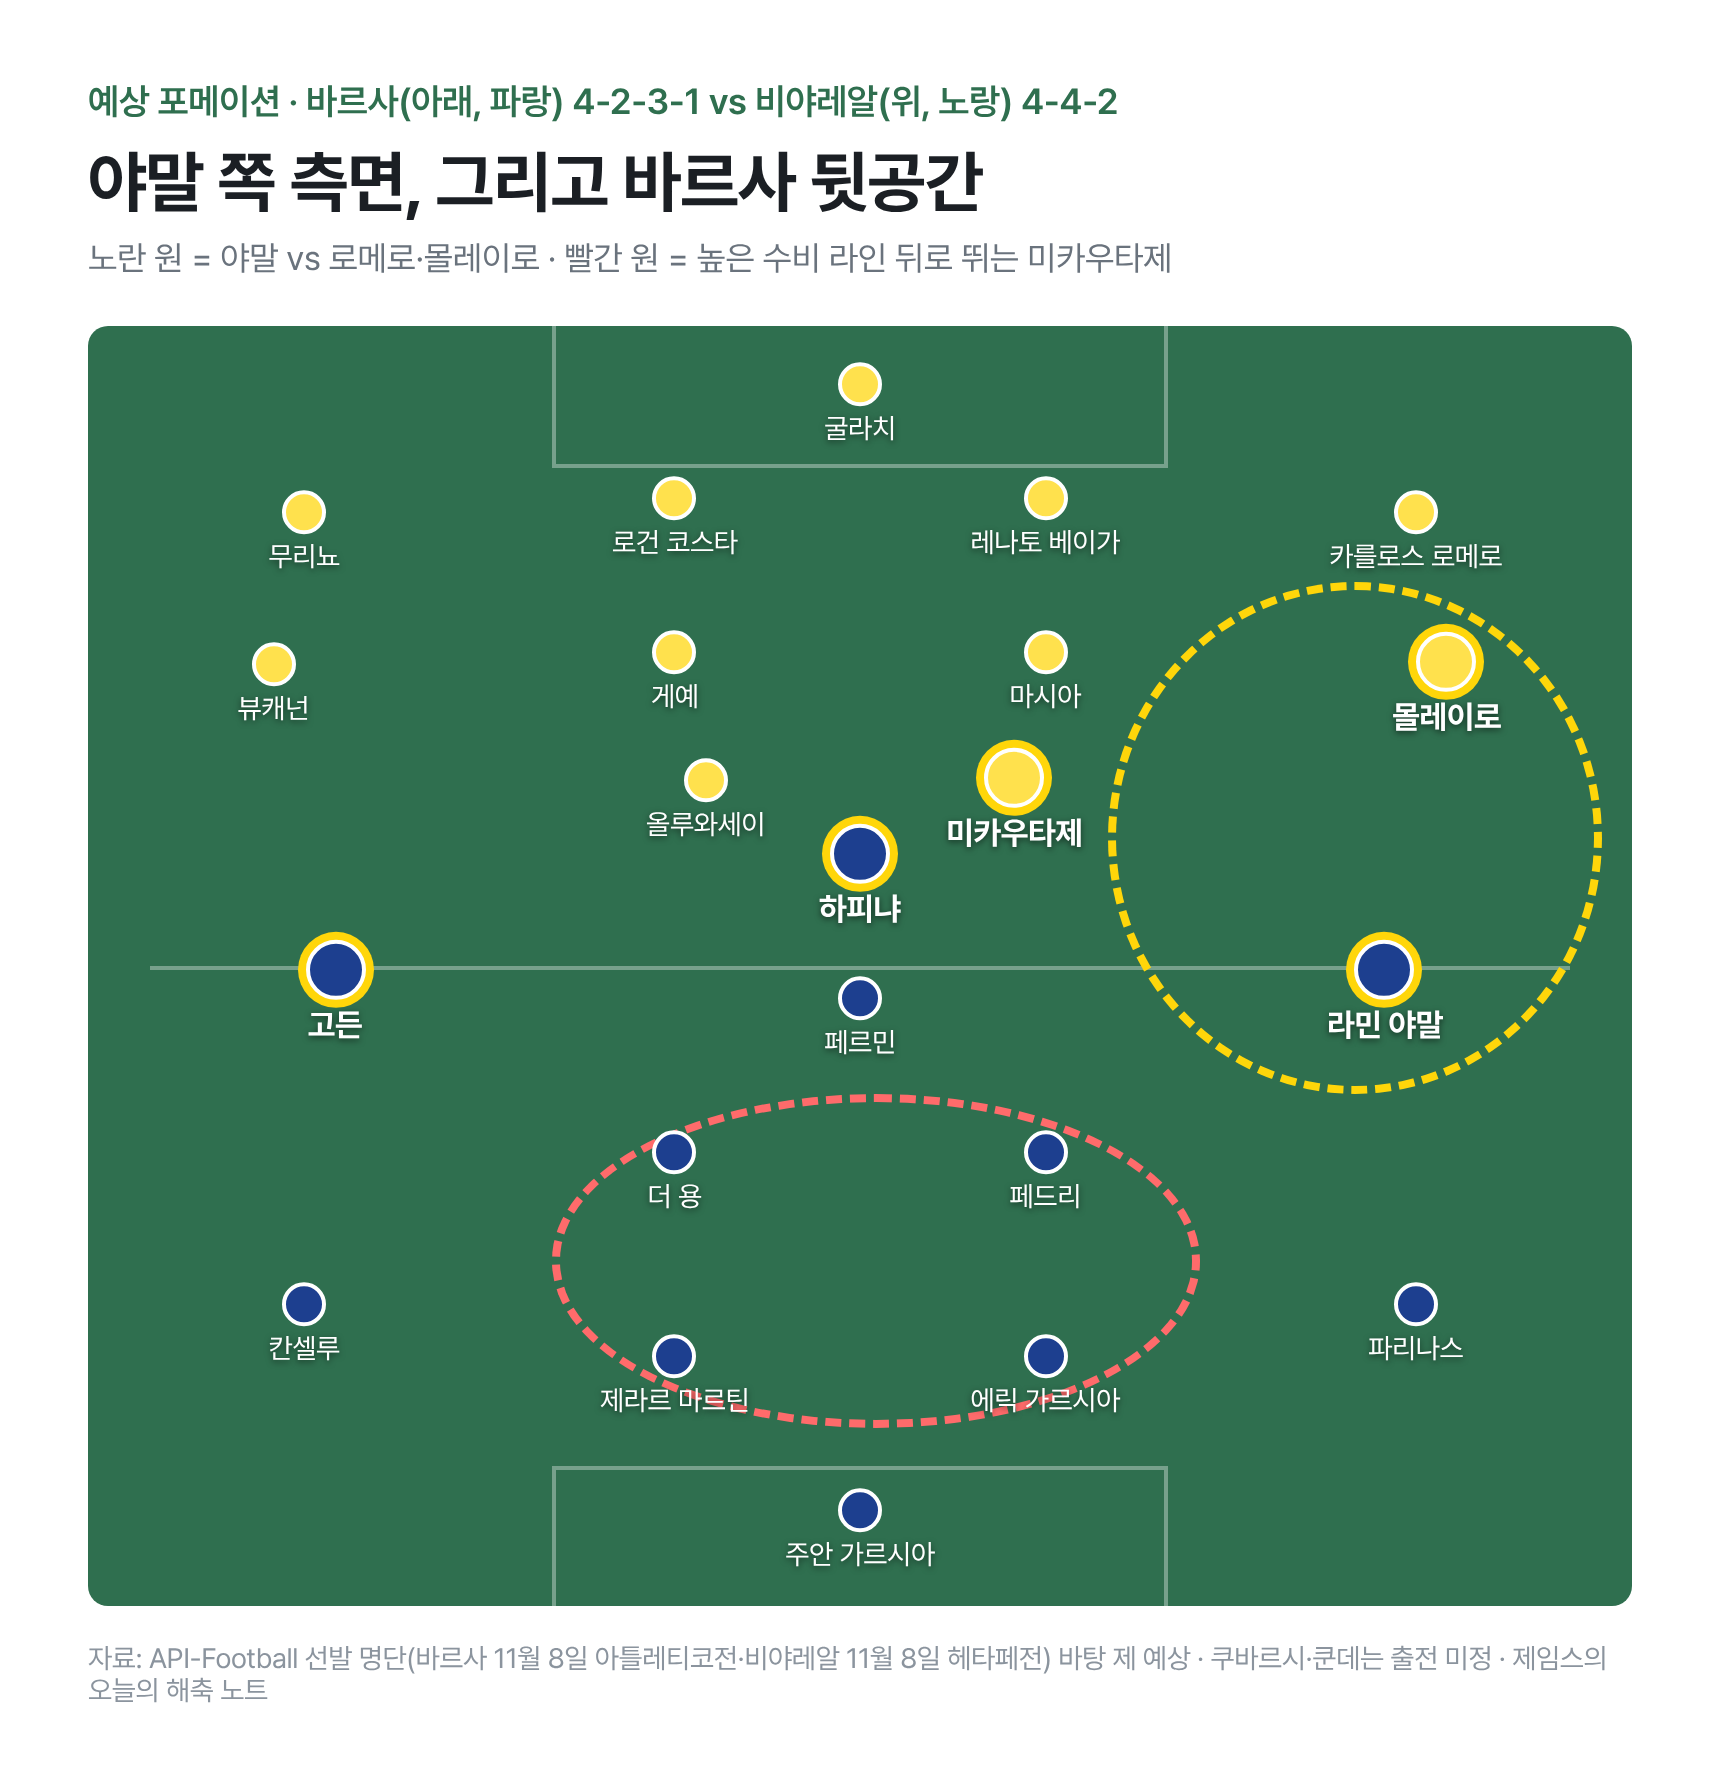 예상 포메이션 · 바르사(아래, 파랑) 4-2-3-1 vs 비야레알(위, 노랑) 4-4-2
야말 쪽 측면, 그리고 바르사 뒷공간
노란 원 = 야말 vs 로메로·몰레이로 · 빨간 원 = 높은 수비 라인 뒤로 뛰는 미카우타제
굴라치
무리뇨
로건 코스타
레나토 베이가
카를로스 로메로
뷰캐넌
게예
마시아
몰레이로
올루와세이
미카우타제
하피냐
고든
페르민
라민 야말
더 용
페드리
칸셀루
제라르 마르틴
에릭 가르시아
파리나스
주안 가르시아
자료: API-Football 선발 명단(바르사 11월 8일 아틀레티코전·비야레알 11월 8일 헤타페전) 바탕 제 예상 · 쿠바르시·쿤데는 출전 미정 · 제임스의
오늘의 해축 노트